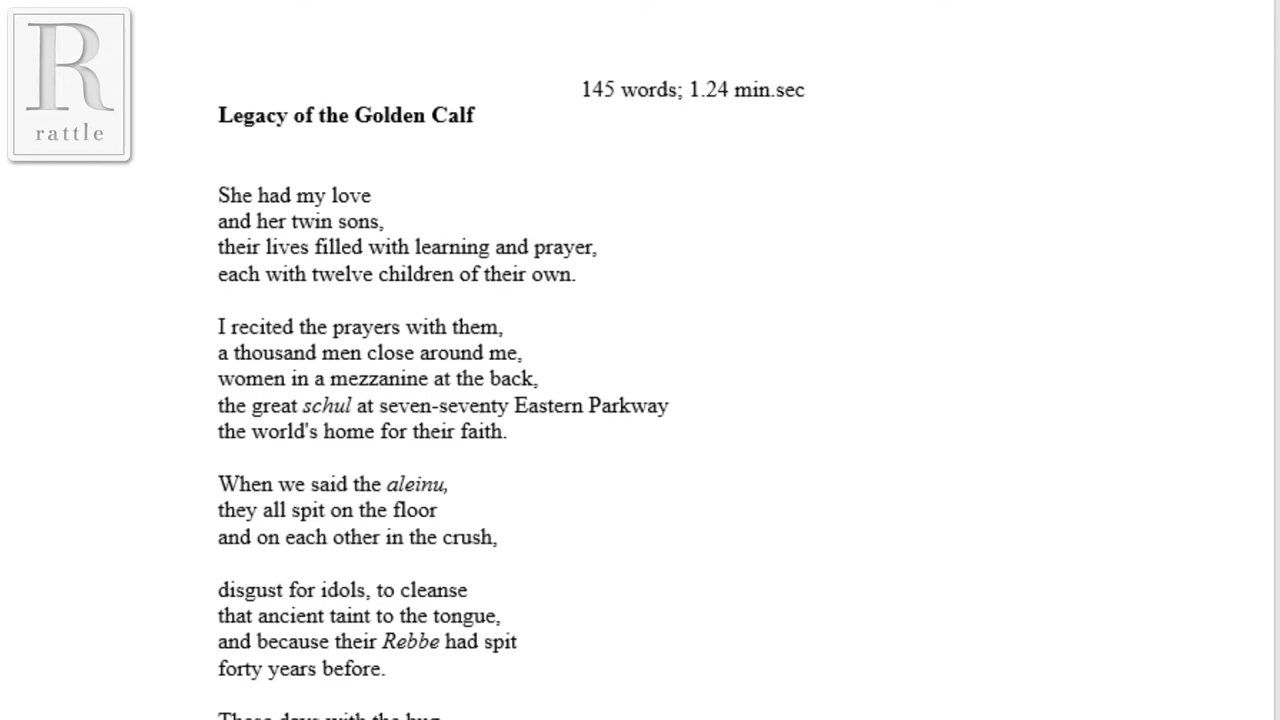 R
rattle
145 words; 1.24 min.sec
Legacy of the Golden Calf
She had my love
and her twin sons,
their lives filled with learning and prayer,
each with twelve children of their own.
I recited the prayers with them,
a thousand men close around me,
women in a mezzanine at the back,
the great schul at seven-seventy Eastern Parkway
the world's home for their faith.
When we said the aleinu,
they all spit on the floor
and on each other in the crush,
disgust for idols, to cleanse
that ancient taint to the tongue,
and because their Rebbe had spit
forty years before.